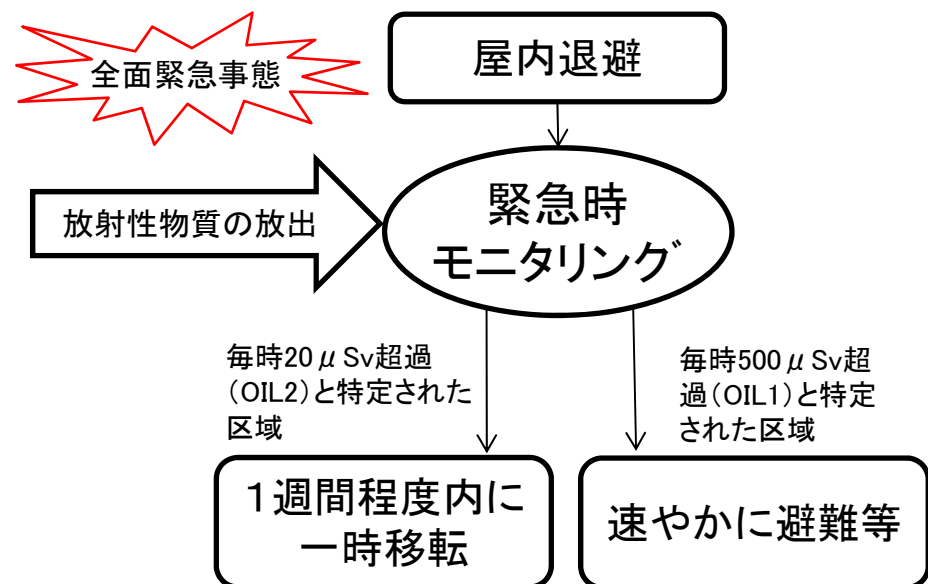 全面緊急事態
屋内退避
放射性物質の放出
緊急時
モニタリング
毎時20μSv超過
(OIL2)と特定された
区域
毎時500μSv超
過(OIL1)と特定
された区域
1週間程度内に
一時移転
速やかに避難等